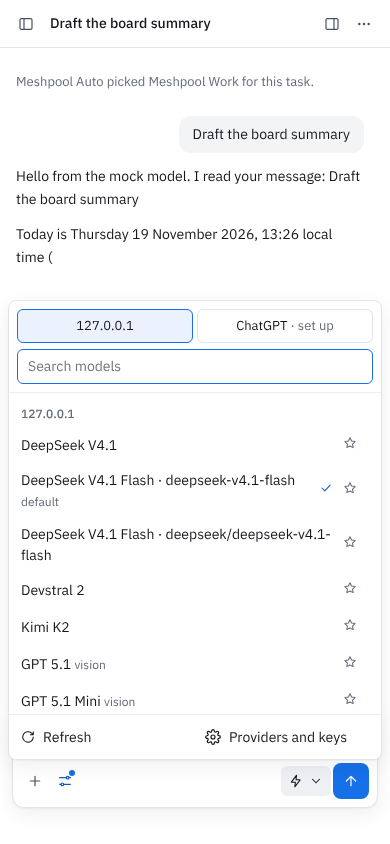 Draft the board summary
Meshpool Auto picked Meshpool Work for this task.
Draft the board summary
Hello from the mock model. I read your message: Draft
the board summary
Today is Thursday 19 November 2026, 13:26 local
time (
127.0.0.1
ChatGPT · set up
Search models
127.0.0.1
DeepSeek V4.1
DeepSeek V4.1 Flash · deepseek-v4.1-flash
default
DeepSeek V4.1 Flash · deepseek/deepseek-v4.1-
flash
Devstral 2
Kimi K2
GPT 5.1 vision
GPT 5.1 Mini vision
Refresh
Providers and keys